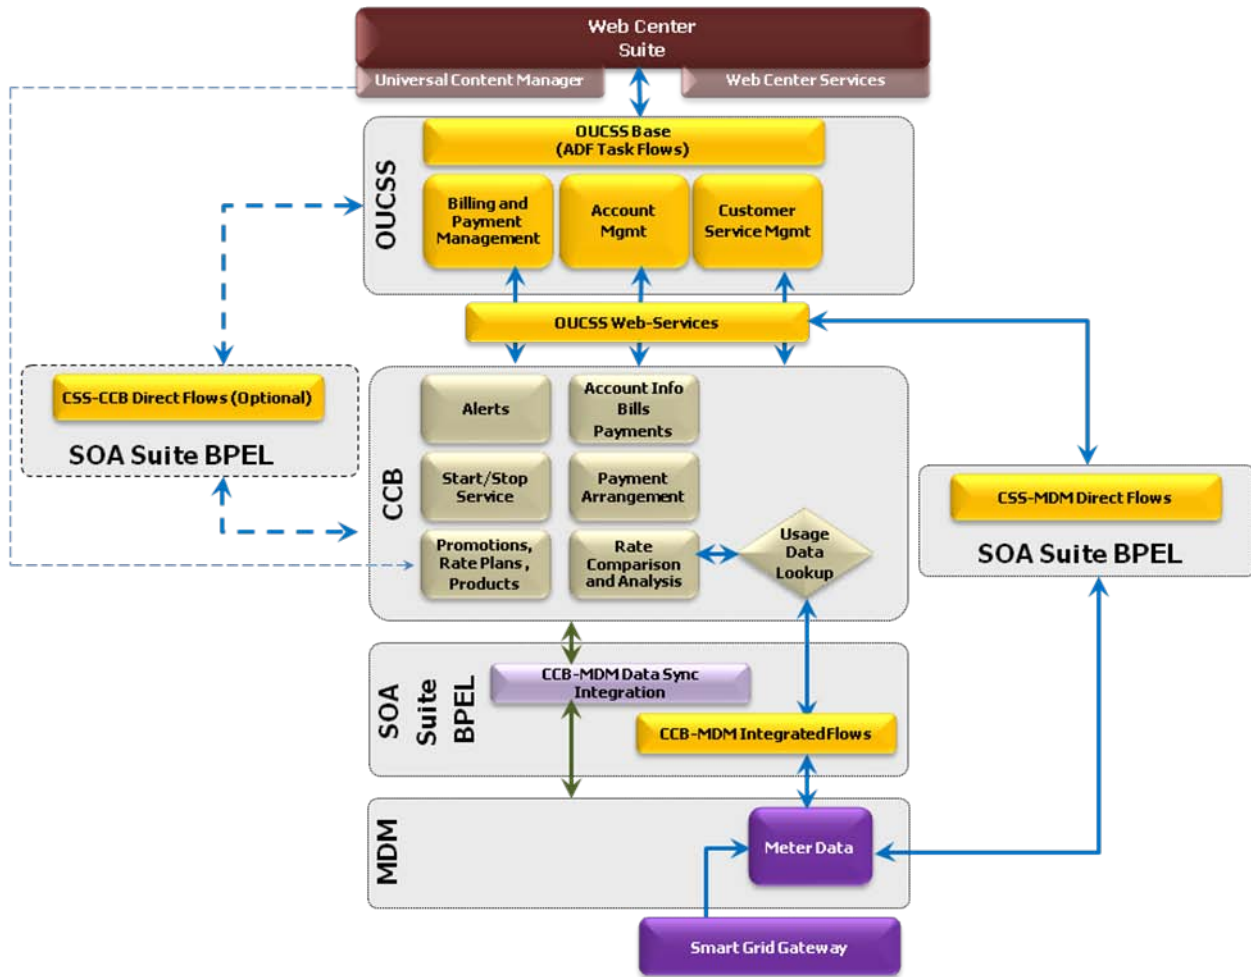 Web Center
Suite
Universal Content Manager
Web Center Services
OUCSS
OUCSS Base
(ADF Task Flows)
Billing and
Payment
Management
Account
Mgmt
Customer
Service Mgmt
OUCSS Web-Services
CSS-CCB Direct Flows (Optional)
SOA Suite BPEL
CCB
Alerts
Account Info
Bills
Payments
Start/Stop
Service
Payment
Arrangement
Promotions,
Rate Plans ,
Products
Rate
Comparison
and Analysis
Usage
Data
Lookup
CSS-MDM Direct Flows
SOA Suite BPEL
SOA
Suite
BPEL
CCB-MDM Data Sync
Integration
CCB-MDM Integrated Flows
MDM
Meter Data
Smart Grid Gateway